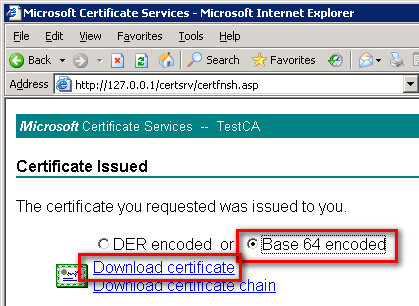 Microsoft Certificate Services - Microsoft Internet Explorer
File Edit View Favorites Tools Help
Back Search Favorites
Address http://127.0.0.1/certsrv/certfnsh.asp
Microsoft Certificate Services -- TestCA
Certificate Issued
The certificate you requested was issued to you.
DER encoded or Base 64 encoded
Download certificate
Download certificate chain